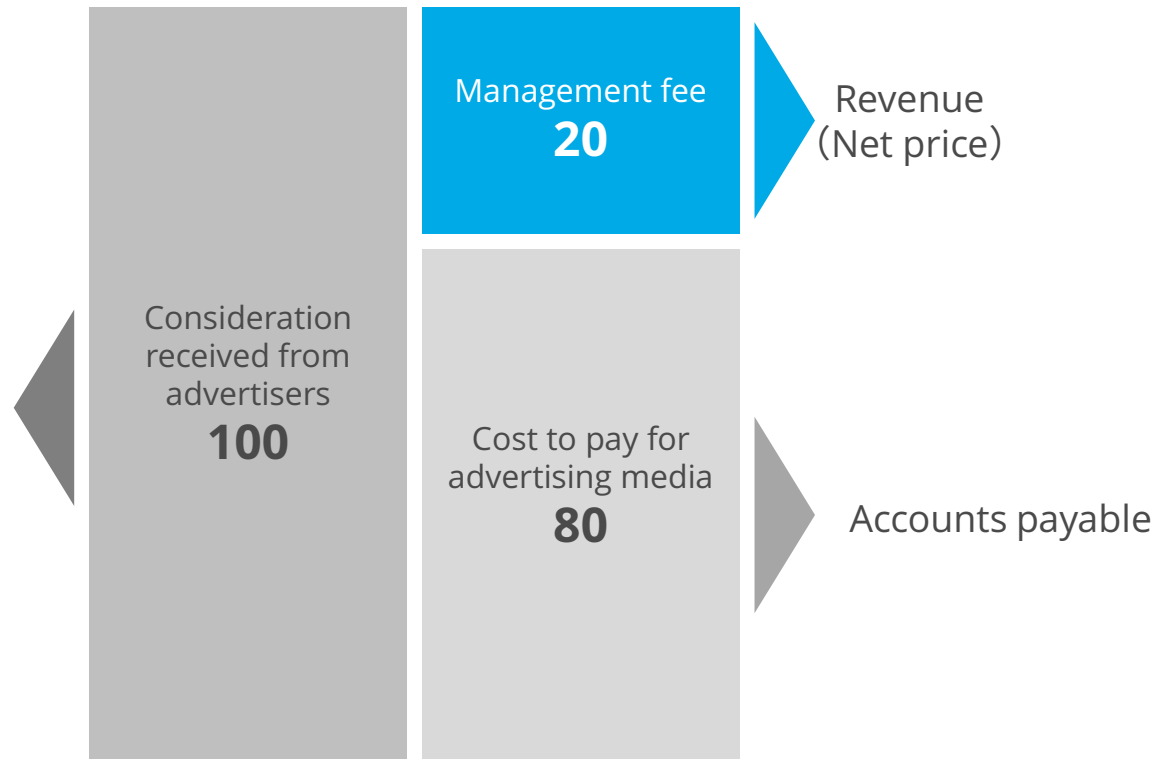 Consideration
received from
advertisers
100
Management fee
20
Revenue
（Net price）
Cost to pay for
advertising media
80
Accounts payable